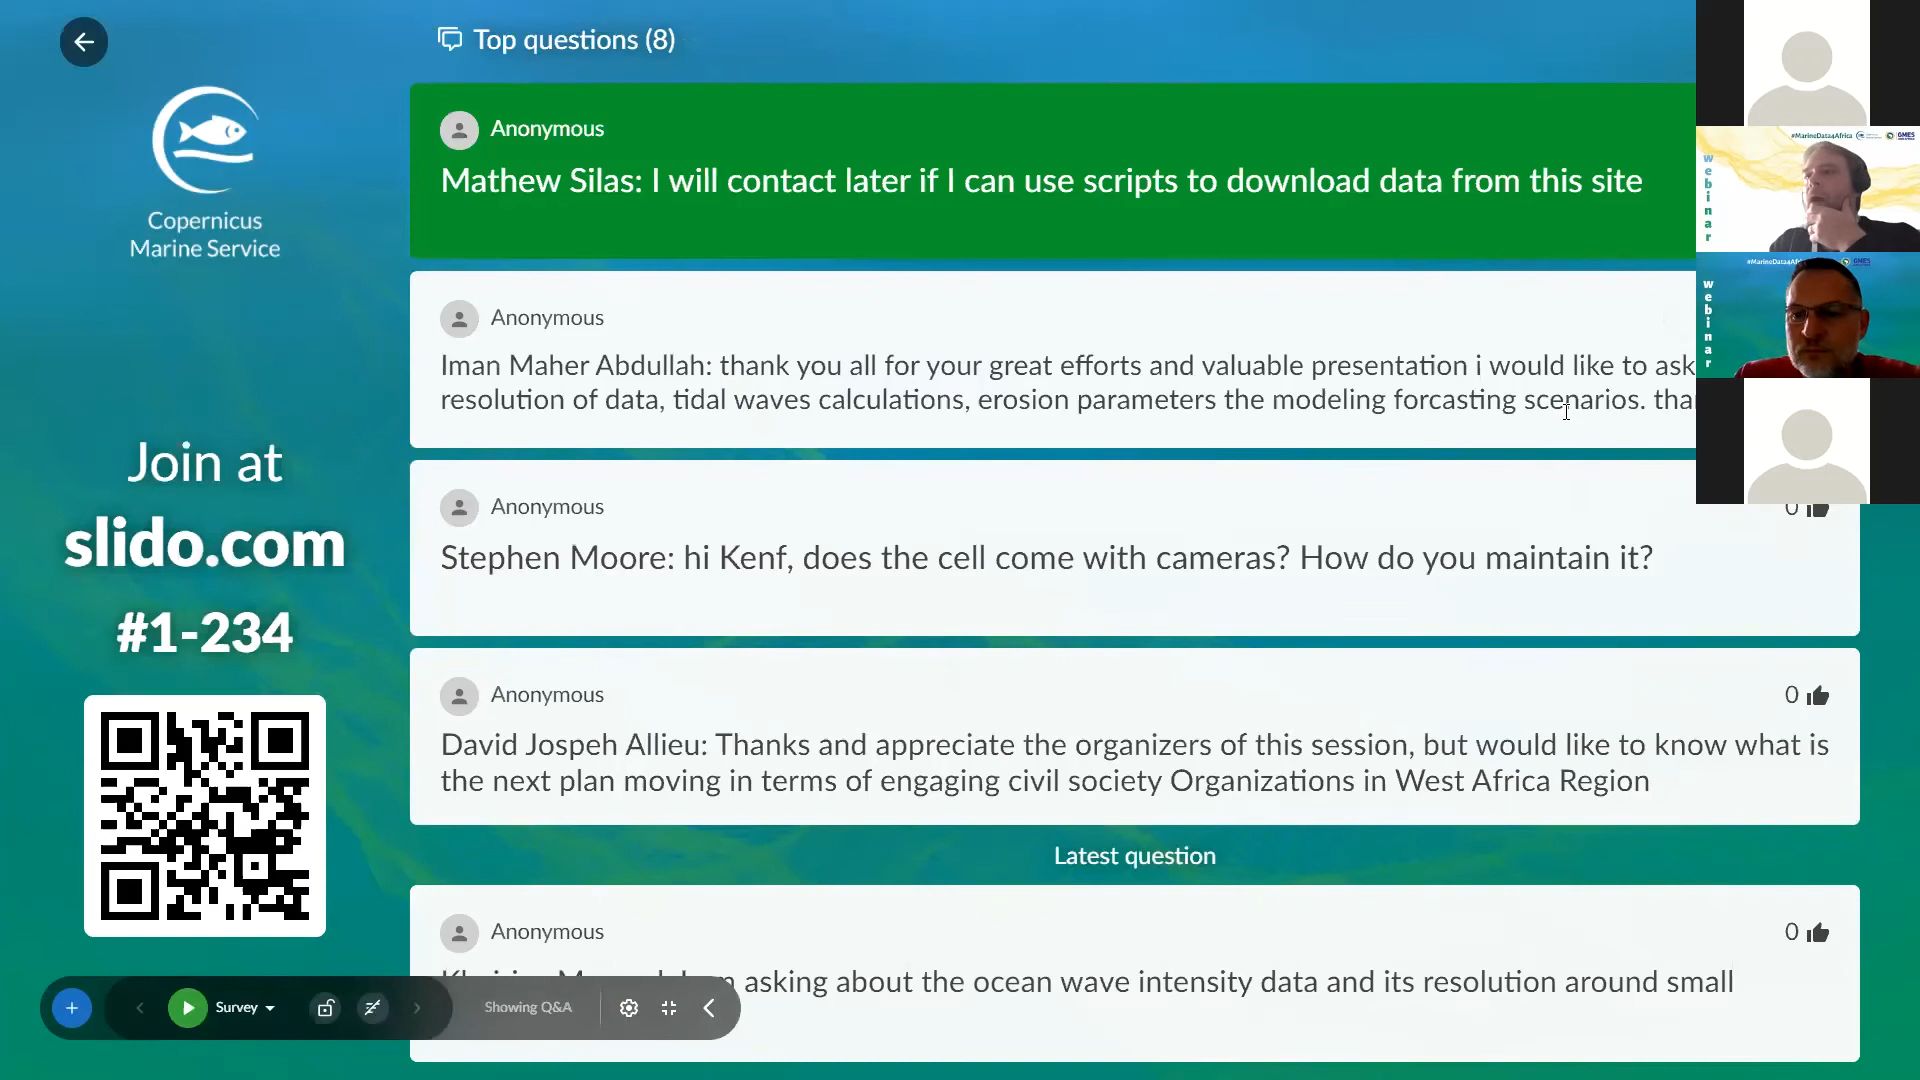 Top questions (8)
Copernicus
Marine Service
Join at
slido.com
#1-234
Anonymous
Mathew Silas: I will contact later if I can use scripts to download data from this site
Anonymous
Iman Maher Abdullah: thank you all for your great efforts and valuable presentation i would like to ask
resolution of data, tidal waves calculations, erosion parameters the modeling forcasting scenarios.
Anonymous
0
Stephen Moore: hi Kenf, does the cell come with cameras? How do you maintain it?
Anonymous
0
David Jospeh Allieu: Thanks and appreciate the organizers of this session, but would like to know what is
the next plan moving in terms of engaging civil society Organizations in West Africa Region
Latest question
Anonymous
0
asking about the ocean wave intensity data and its resolution around small
Survey
Showing Q&A
#MarineData4Africa
GMES
webinar
GMES
webinar